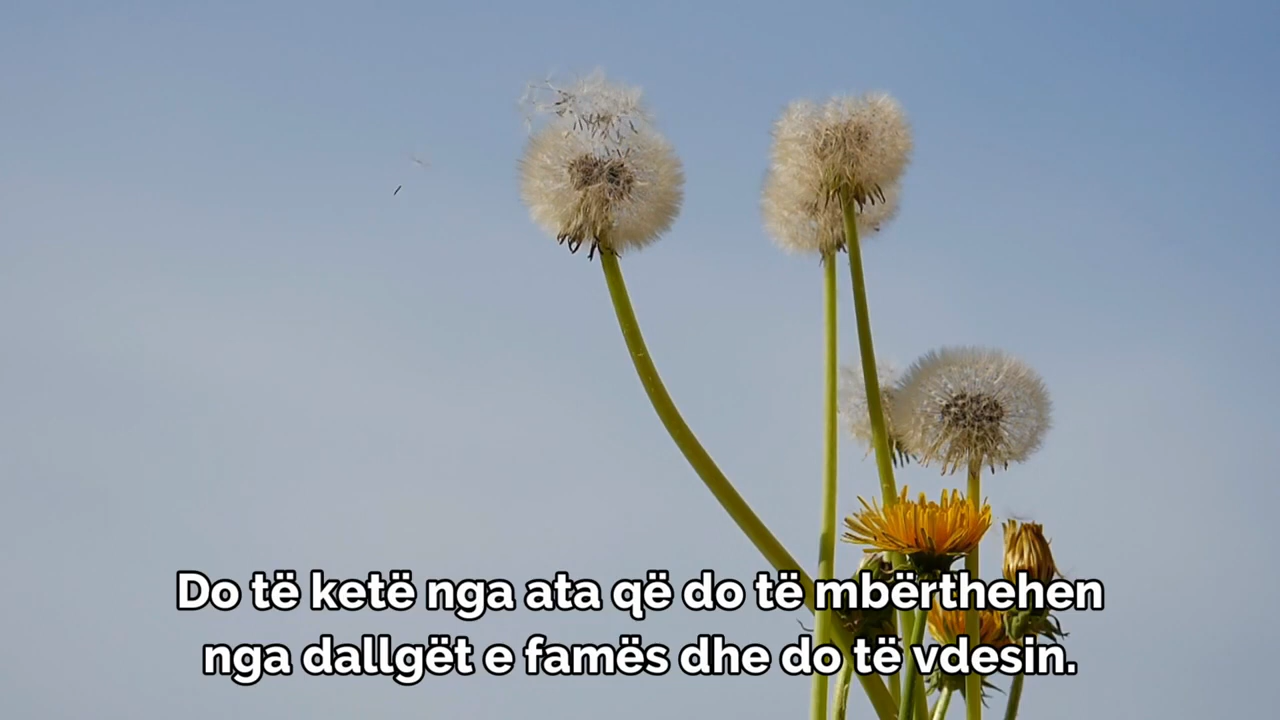 Do të ketë nga ata që do të mbërthehen
nga dallgët e famës dhe do të vdesin.